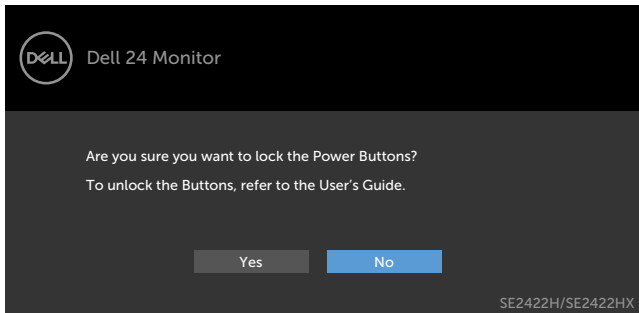 DELL
Dell 24 Monitor
Are you sure you want to lock the Power Buttons?
To unlock the Buttons, refer to the User's Guide.
Yes No
SE2422H/SE2422HX